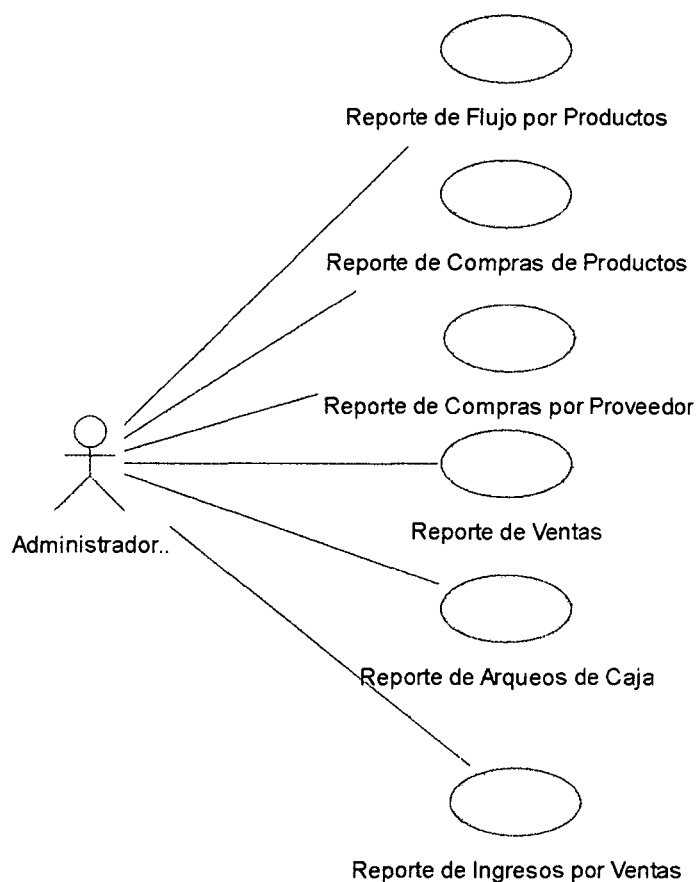 Reporte de Flujo por Productos
Reporte de Compras de Productos
Reporte de Compras por Proveedor
Reporte de Ventas
Administrador..
Reporte de Arqueos de Caja
Reporte de Ingresos por Ventas